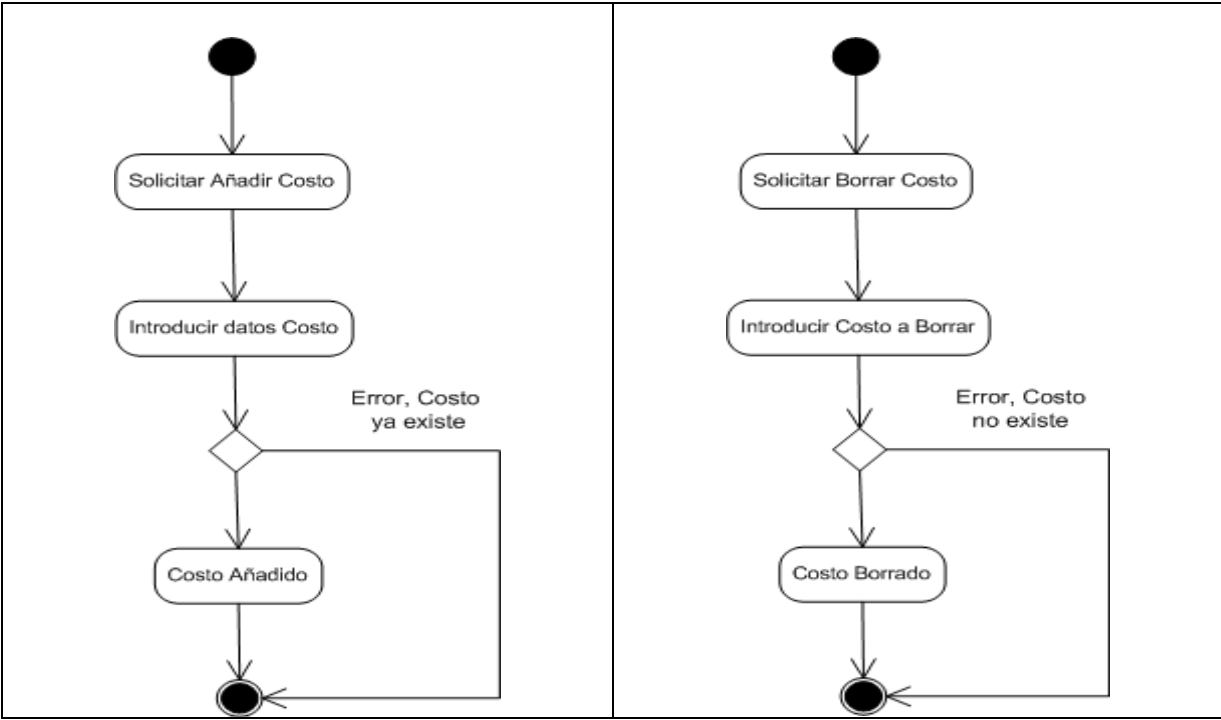 Solicitar Añadir Costo
Introducir datos Costo
Error, Costo
ya existe
Costo Añadido
Solicitar Borrar Costo
Introducir Costo a Borrar
Error, Costo
no existe
Costo Borrado